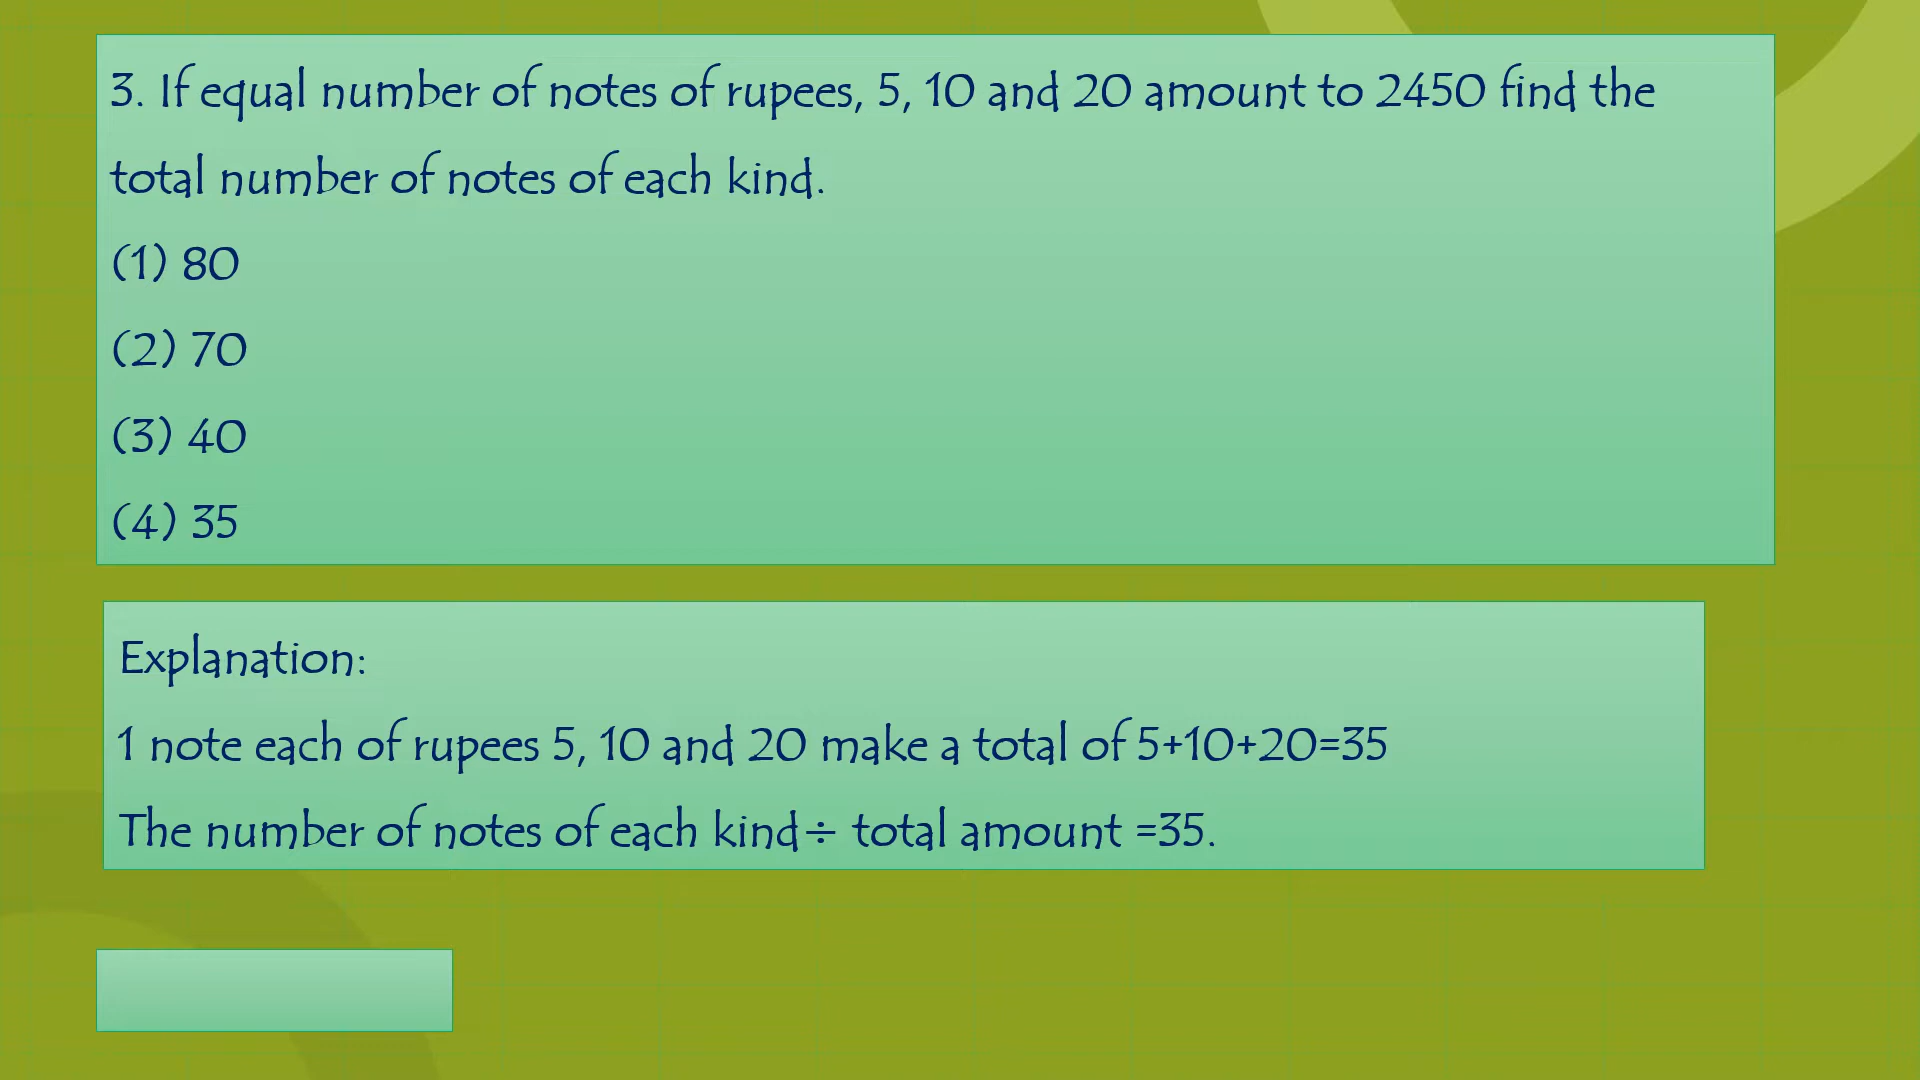 3. If equal number of notes of rupees, 5, 10 and 20 amount to 2450 find the
total number of notes of each kind.
(1) 80
(2) 70
(3) 40
(4) 35
Explanation:
1 note each of rupees 5, 10 and 20 make a total of 5+10+20=35
The number of notes of each kind÷ total amount =35.